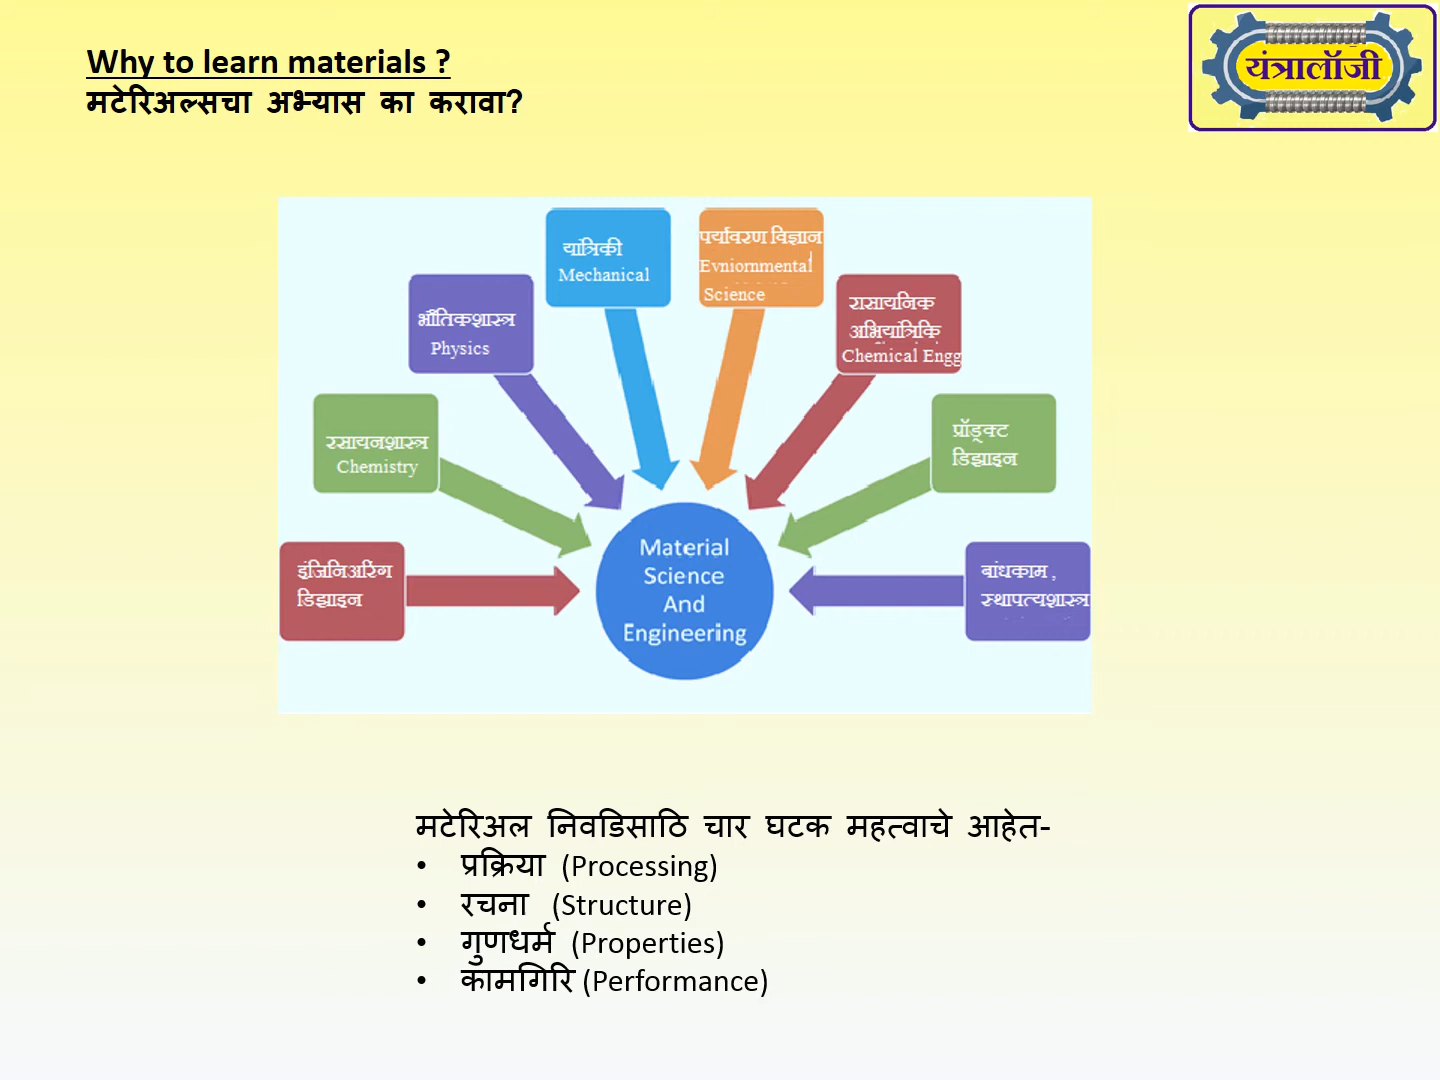 Why to learn materials ?
मटेरिअल्सचा अभ्यास का करावा?
यंत्रालॉजी
यांत्रिकी
Mechanical
पर्यावरण विज्ञान
Evniornmental
Science
भौतिकशास्त्र
Physics
रासायनिक
अभियांत्रिकि
Chemical Engg
रसायनशास्त्र
Chemistry
प्रॉड्क्ट
डिझाइन
इंजिनिअरिंग
डिझाइन
Material
Science
And
Engineering
बांधकाम ,
स्थापत्यशास्त्र
मटेरिअल निवडिसाठि चार घटक महत्वाचे आहेत-
• प्रक्रिया (Processing)
• रचना (Structure)
• गुणधर्म (Properties)
• कामगिरि (Performance)